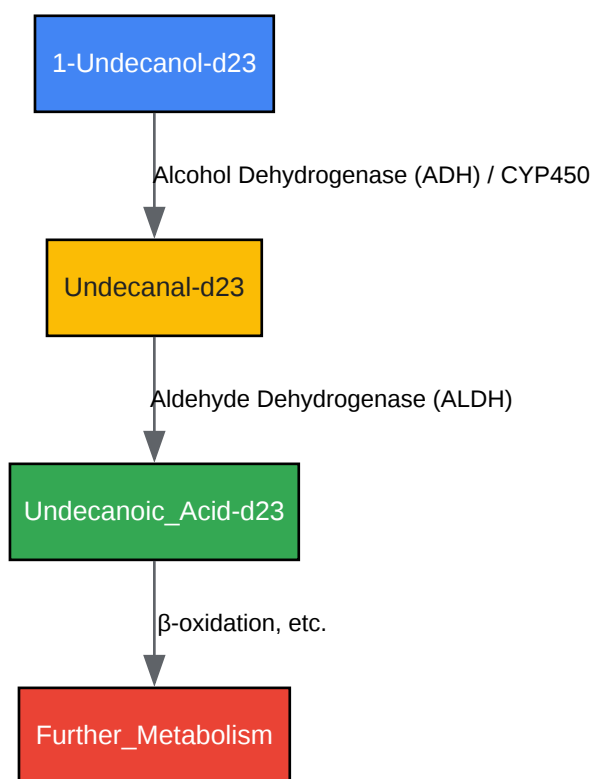 1-Undecanol-d23
Alcohol Dehydrogenase (ADH) / CYP450
Undecanal-d23
Aldehyde Dehydrogenase (ALDH)
Undecanoic_Acid-d23
β-oxidation, etc.
Further_Metabolism